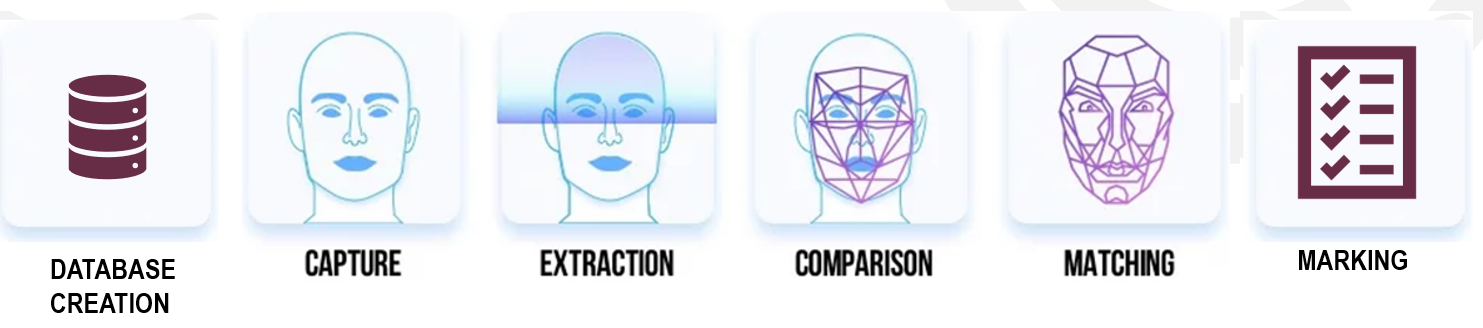 DATABASE
CREATION
CAPTURE
EXTRACTION
COMPARISON
MATCHING
MARKING